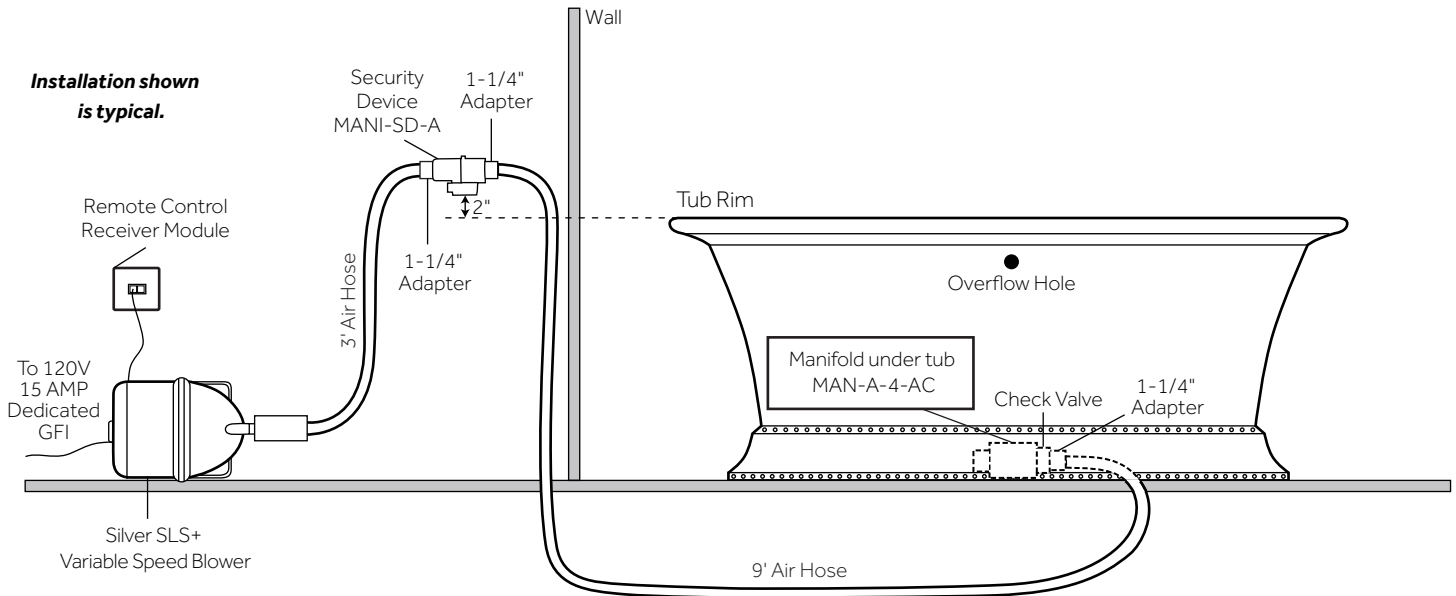 Wall
Installation shown
is typical.
Security
Device
MANI-SD-A
1-1/4"
Adapter
2"
Tub Rim
Remote Control
Receiver Module
1-1/4"
Adapter
3' Air Hose
Overflow Hole
To 120V
15 AMP
Dedicated
GFI
Manifold under tub
MAN-A-4-AC
Check Valve
1-1/4"
Adapter
Silver SLS+
Variable Speed Blower
9' Air Hose